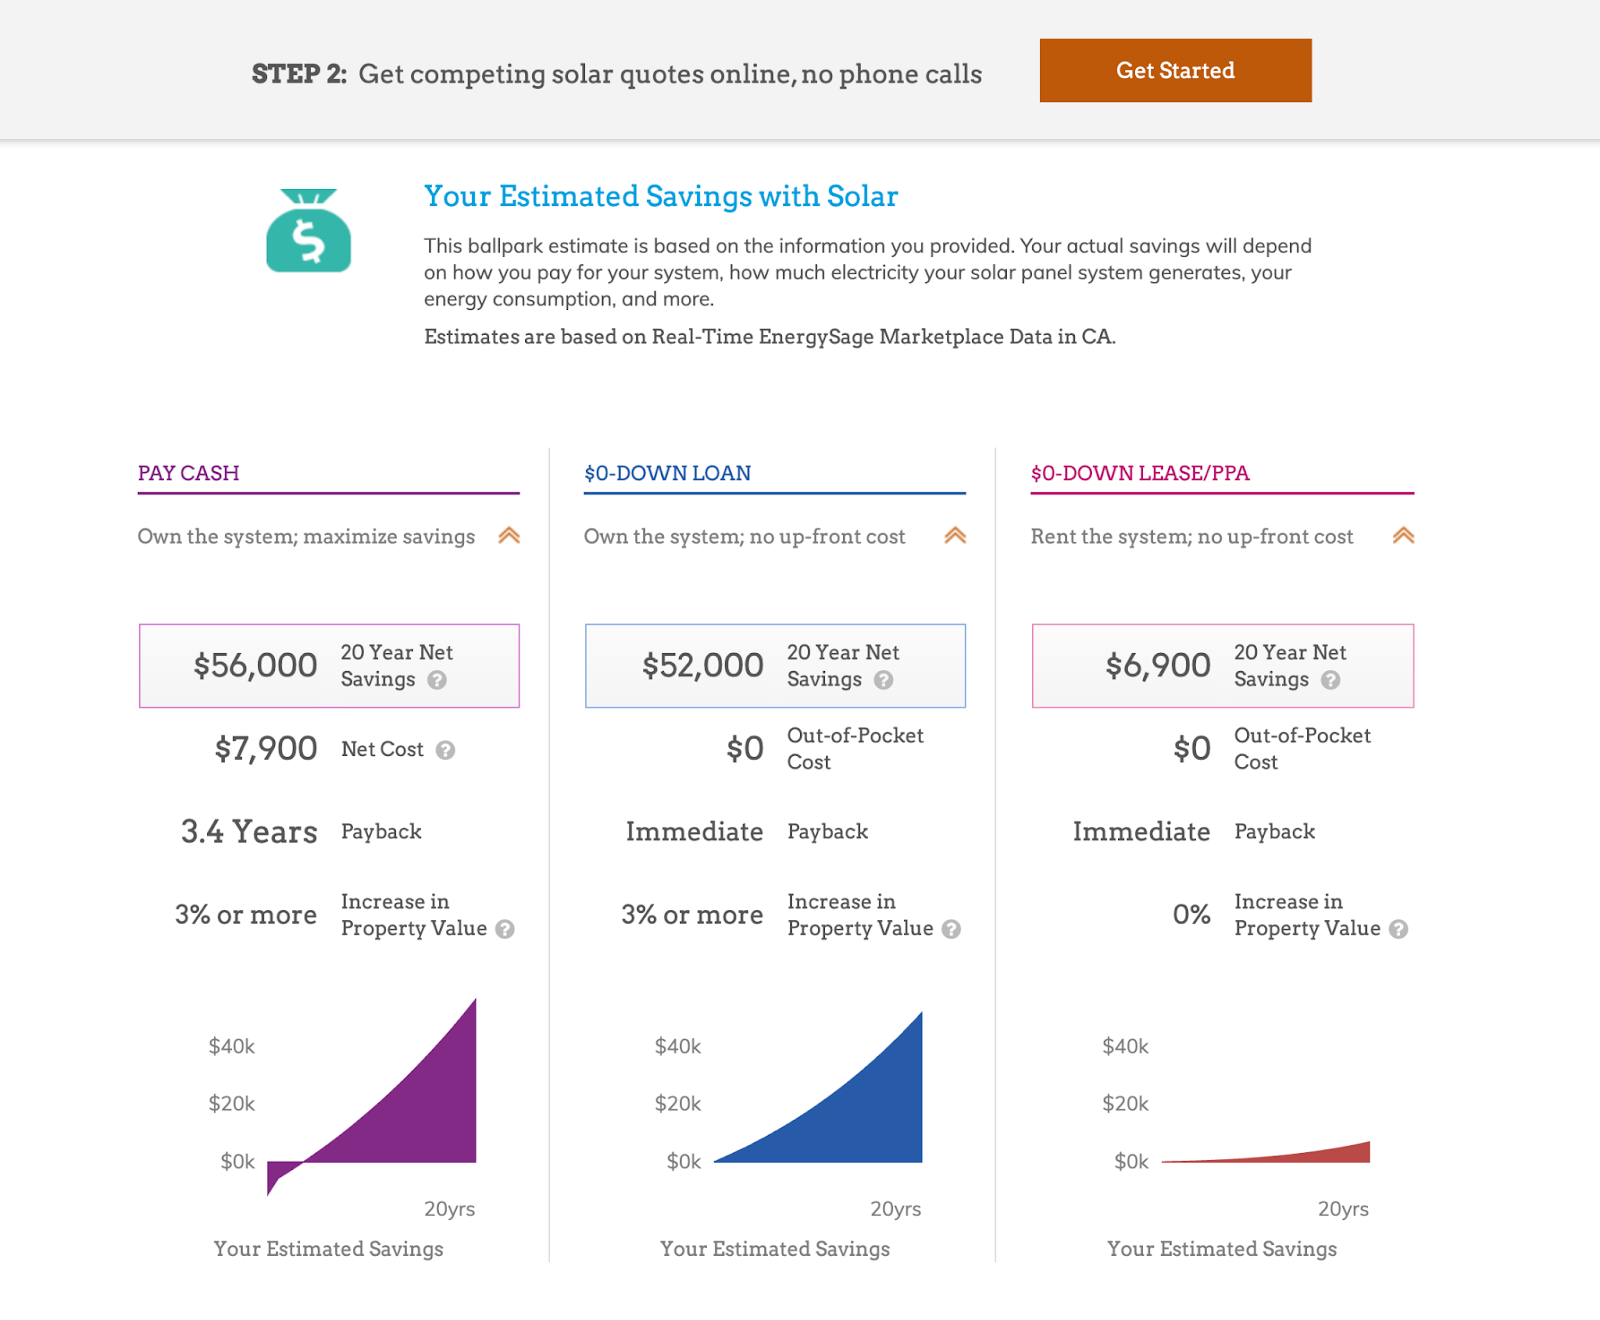 STEP 2: Get competing solar quotes online, no phone calls
Get Started
Your Estimated Savings with Solar
This ballpark estimate is based on the information you provided. Your actual savings will depend
on how you pay for your system, how much electricity your solar panel system generates, your
energy consumption, and more.
Estimates are based on Real-Time EnergySage Marketplace Data in CA.
PAY CASH
Own the system; maximize savings
$56,000
20 Year Net
Savings ?
$7,900
Net Cost ?
3.4 Years
Payback
3% or more
Increase in
Property Value ?
$40k
$20k
$0k
20yrs
Your Estimated Savings
$0-DOWN LOAN
Own the system; no up-front cost
$52,000
20 Year Net
Savings ?
$0
Out-of-Pocket
Cost
Immediate
Payback
3% or more
Increase in
Property Value ?
$40k
$20k
$0k
20yrs
Your Estimated Savings
$0-DOWN LEASE/PPA
Rent the system; no up-front cost
$6,900
20 Year Net
Savings ?
$0
Out-of-Pocket
Cost
Immediate
Payback
0%
Increase in
Property Value ?
$40k
$20k
$0k
20yrs
Your Estimated Savings